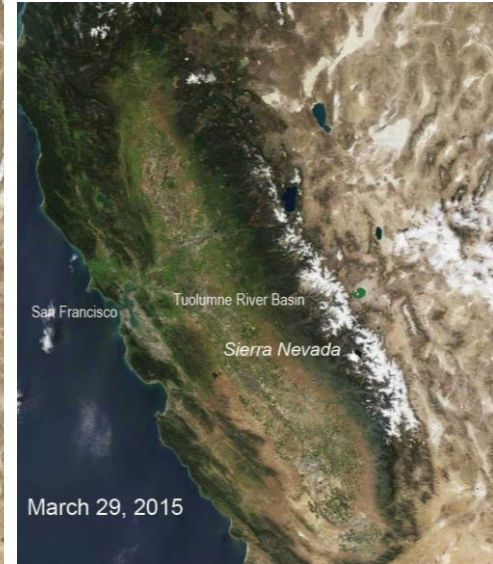 San Francisco
Tuolumne River Basin
Sierra Nevada
March 29, 2015